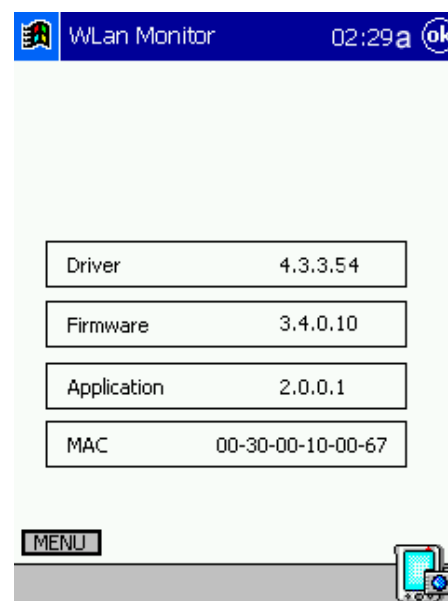 WLan Monitor 02:29a ok
Driver 4.3.3.54
Firmware 3.4.0.10
Application 2.0.0.1
MAC 00-30-00-10-00-67
MENU